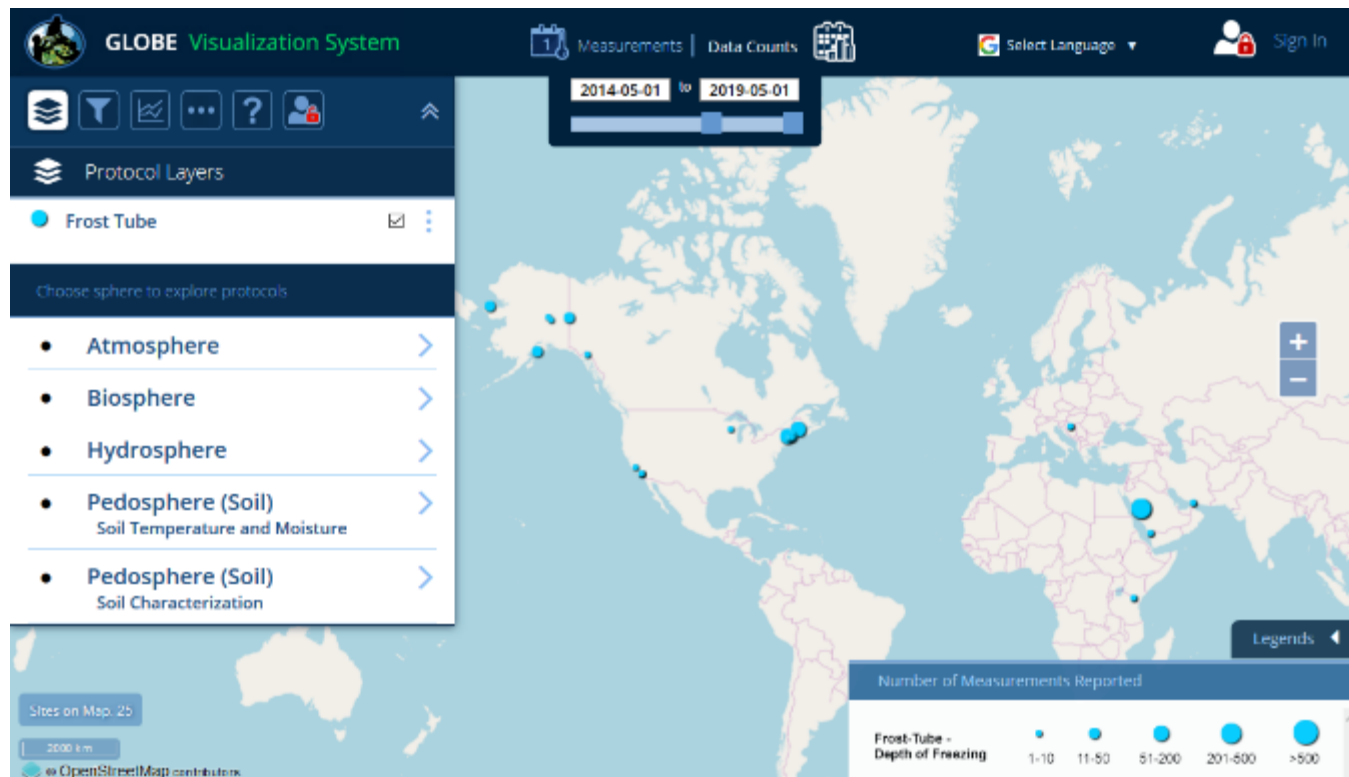 GLOBE Visualization System
1 Measurements | Data Counts
G Select Language ▼
Sign In
2014-05-01 to 2019-05-01
?
Protocol Layers
Frost Tube
Choose sphere to explore protocols
• Atmosphere
• Biosphere
• Hydrosphere
• Pedosphere (Soil)
Soil Temperature and Moisture
• Pedosphere (Soil)
Soil Characterization
+
−
Legends
Number of Measurements Reported
Frost-Tube -
Depth of Freezing
1-10 11-50 51-200 201-500 >500
Sites on Map: 25
2000 km
© OpenStreetMap contributors